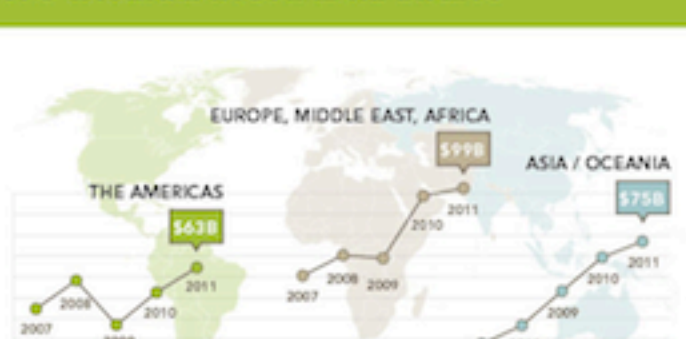 EUROPE, MIDDLE EAST, AFRICA
$99B
ASIA / OCEANIA
$75B
THE AMERICAS
$63B
2007
2008
2010
2011
2007
2008
2009
2010
2011
2009
2010
2011